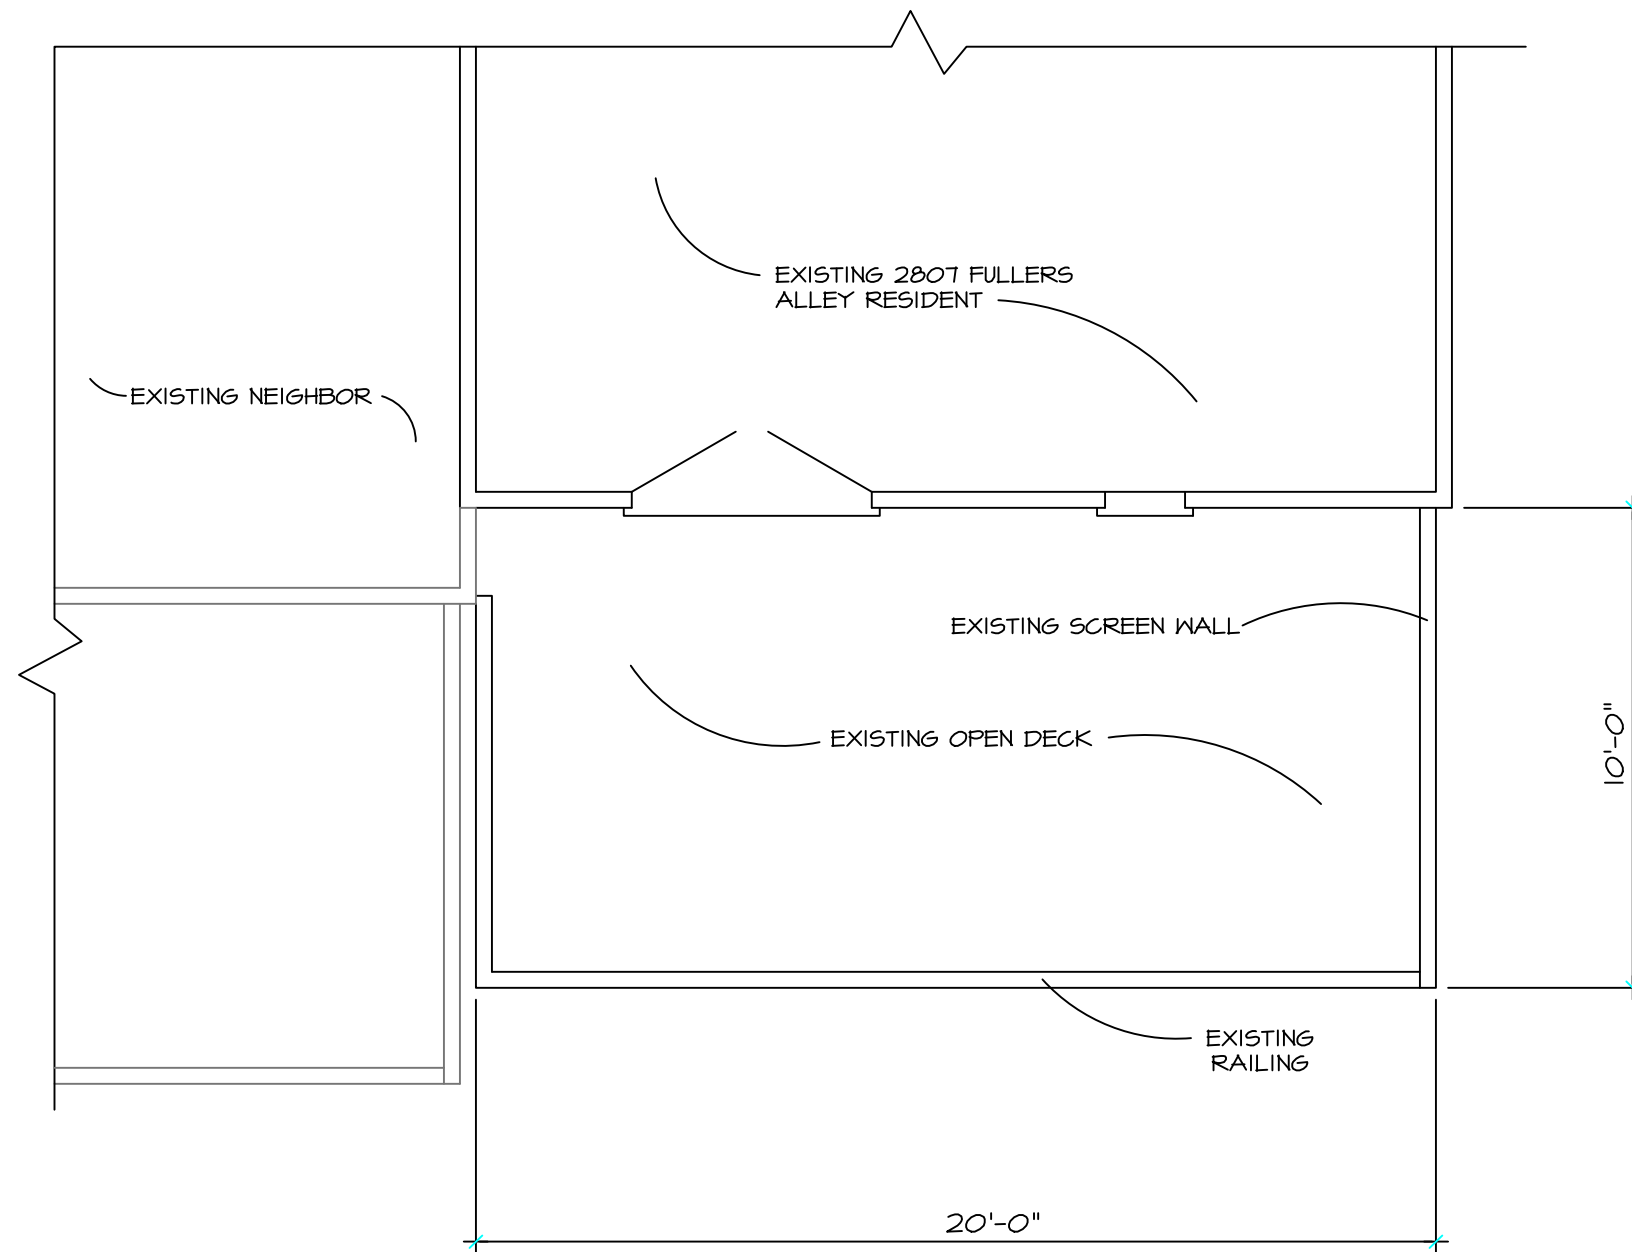 EXISTING 2807 FULLERS
ALLEY RESIDENT
EXISTING NEIGHBOR
EXISTING SCREEN WALL
EXISTING OPEN DECK
10'-0"
EXISTING
RAILING
20'-0"